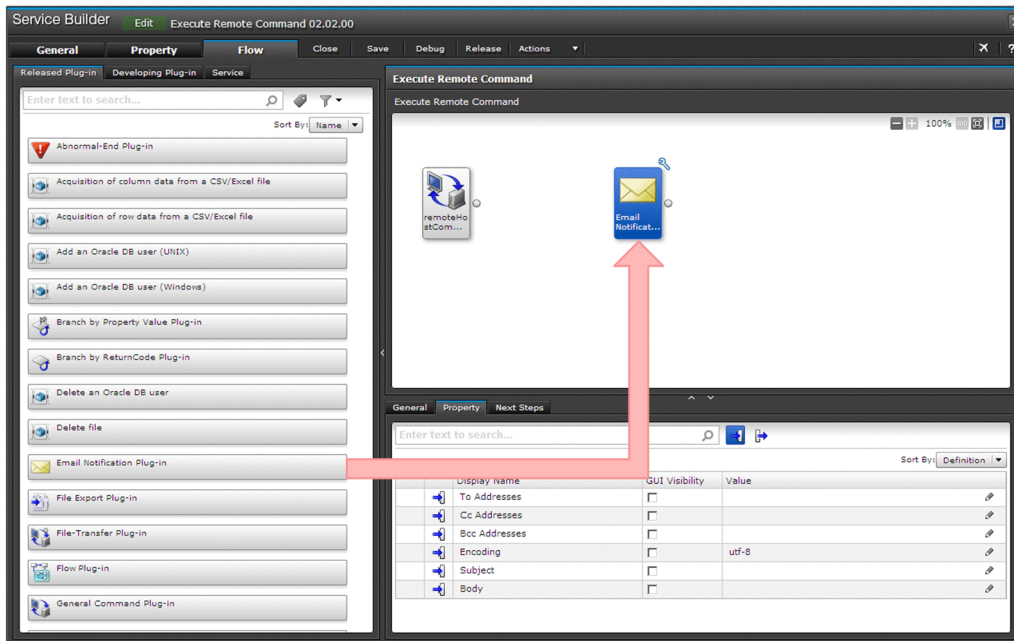 Service Builder Edit Execute Remote Command 02.02.00
General Property Flow Close Save Debug Release Actions ?
Released Plug-in Developing Plug-in Service
Enter text to search...
Sort By: Name
Abnormal-End Plug-in
Acquisition of column data from a CSV/Excel file
Acquisition of row data from a CSV/Excel file
Add an Oracle DB user (UNIX)
Add an Oracle DB user (Windows)
Branch by Property Value Plug-in
Branch by ReturnCode Plug-in
Delete an Oracle DB user
Delete file
Email Notification Plug-in
File Export Plug-in
File-Transfer Plug-in
Flow Plug-in
General Command Plug-in
Execute Remote Command
Execute Remote Command
100%
remoteHo
stCom...
Email
Notificat...
General Property Next Steps
Enter text to search...
Sort By: Definition
Display Name GUI Visibility Value
To Addresses
Cc Addresses
Bcc Addresses
Encoding utf-8
Subject
Body